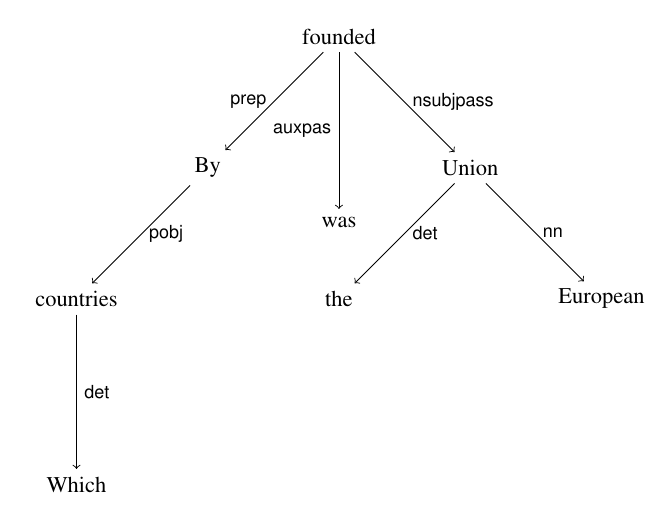 founded
prep
nsubjpass
auxpas
By
Union
was
pobj
det
nn
countries
the
European
det
Which